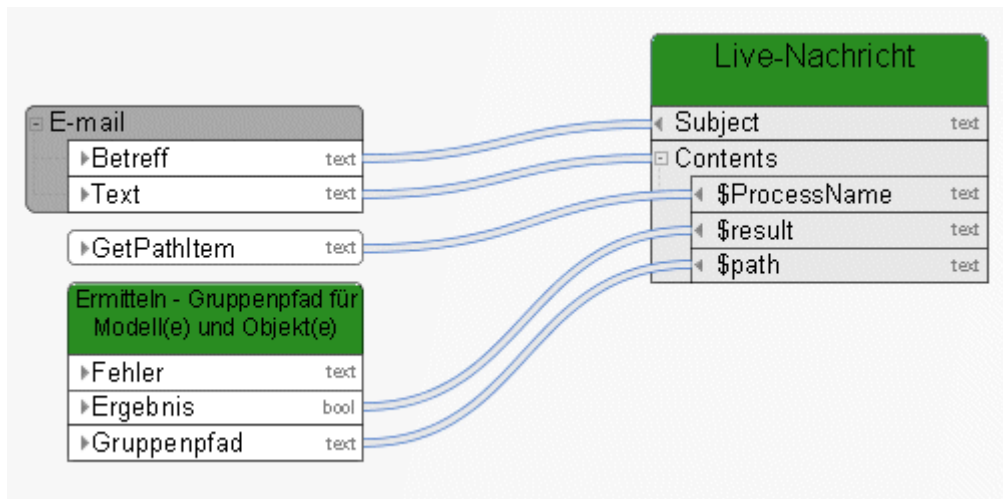 E-mail
Betreff text
Text text
GetPathItem text
Ermitteln - Gruppenpfad für
Modell(e) und Objekt(e)
Fehler text
Ergebnis bool
Gruppenpfad text
Live-Nachricht
Subject text
Contents
$ProcessName text
$result text
$path text